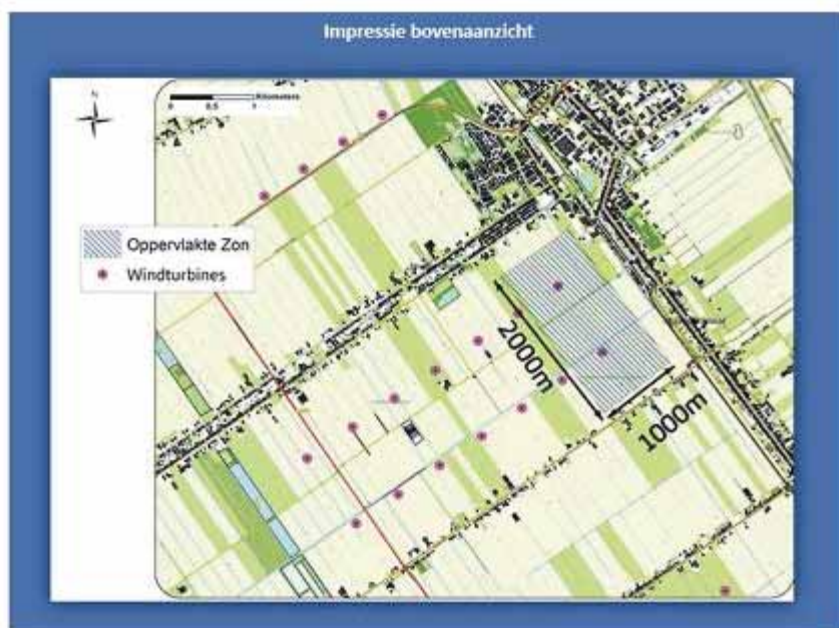 Impressie bovenaanzicht
N
0 0.5 1 Kilometers
Oppervlakte Zon
Windturbines
2000m
1000m